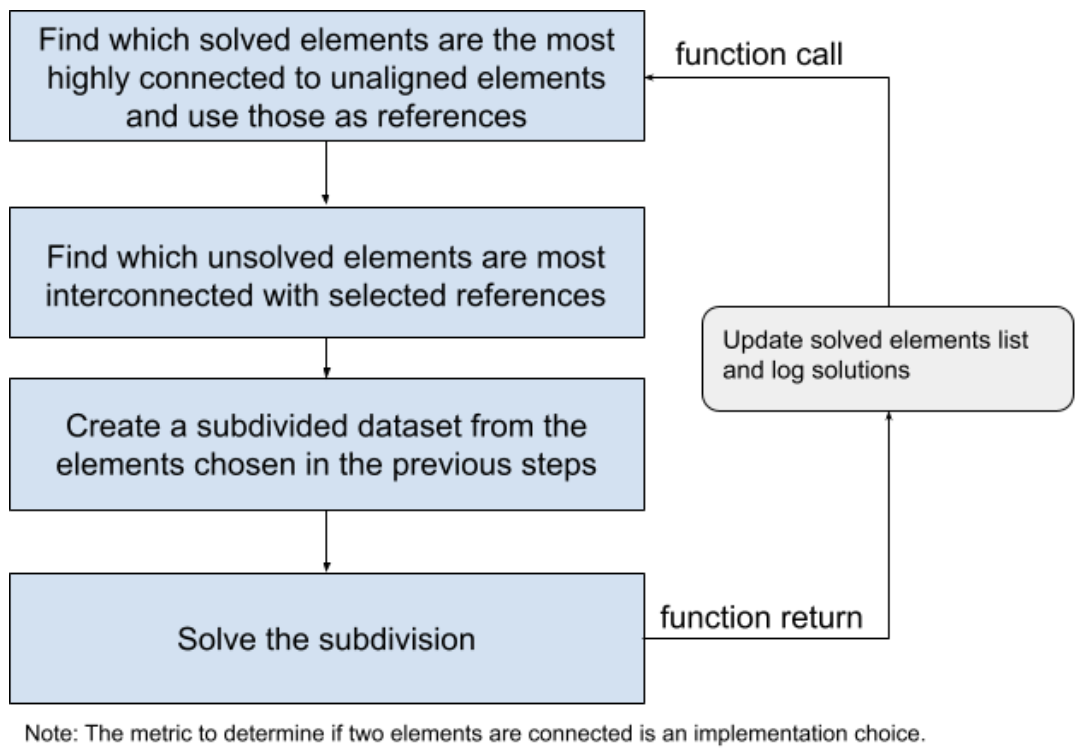 Find which solved elements are the most
highly connected to unaligned elements
and use those as references
function call
Find which unsolved elements are most
interconnected with selected references
Update solved elements list
and log solutions
Create a subdivided dataset from the
elements chosen in the previous steps
Solve the subdivision
function return
Note: The metric to determine if two elements are connected is an implementation choice.